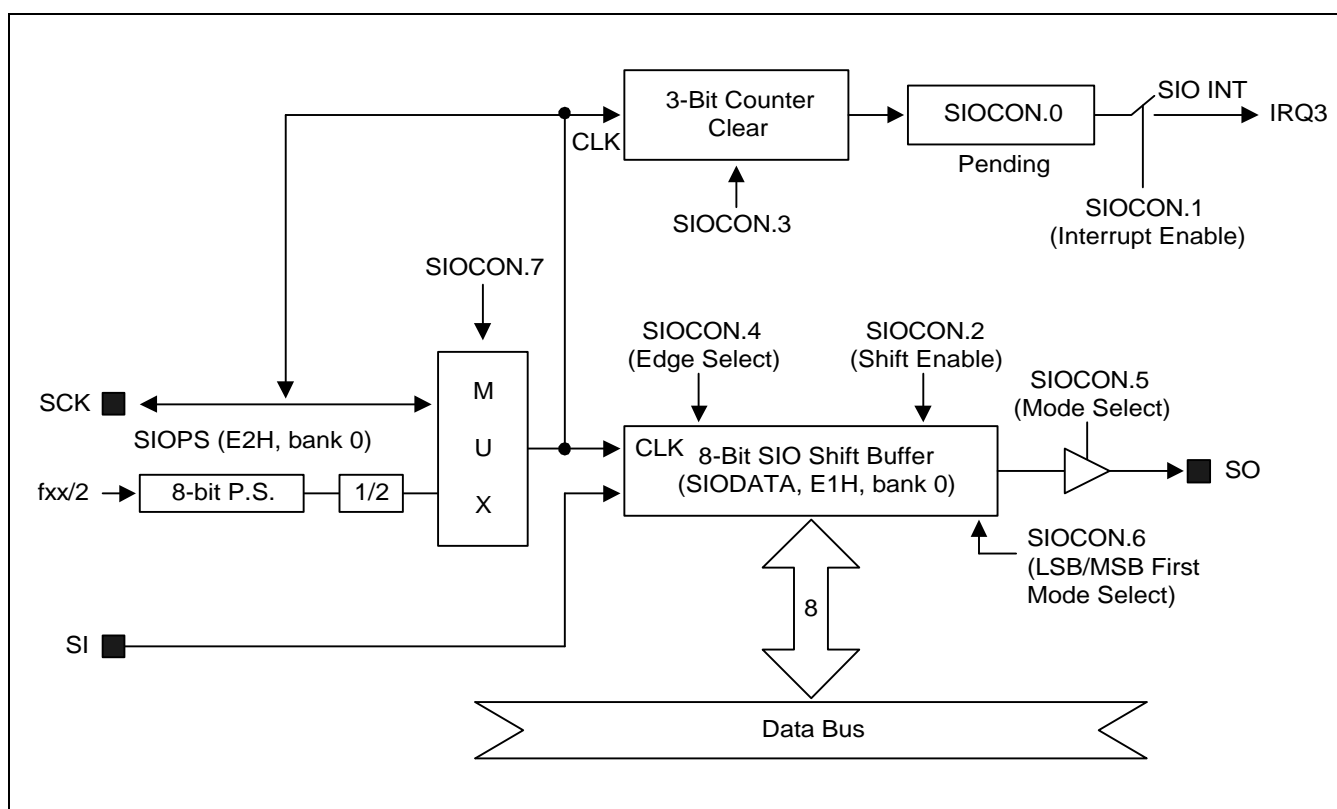 3-Bit Counter
Clear
CLK
SIOCON.3
SIOCON.0
Pending
SIO INT
IRQ3
SIOCON.1
(Interrupt Enable)
SIOCON.7
SIOCON.4
(Edge Select)
SIOCON.2
(Shift Enable)
SIOCON.5
(Mode Select)
SCK
SIOPS (E2H, bank 0)
fxx/2
8-bit P.S.
1/2
M
U
X
CLK
8-Bit SIO Shift Buffer
(SIODATA, E1H, bank 0)
SO
SIOCON.6
(LSB/MSB First
Mode Select)
8
SI
Data Bus